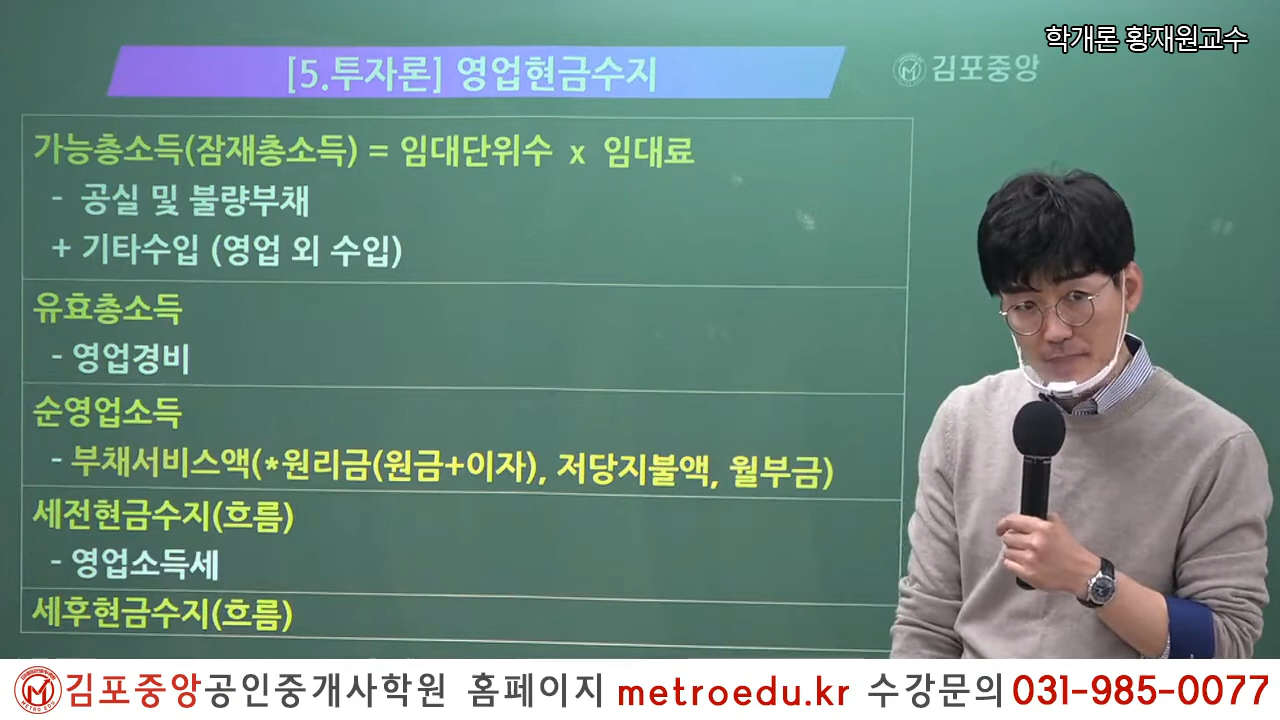 학개론 황재원교수
[5.투자론] 영업현금수지
김포중앙
가능총소득(잠재총소득) = 임대단위수 x 임대료
- 공실 및 불량부채
+ 기타수입 (영업 외 수입)
유효총소득
- 영업경비
순영업소득
- 부채서비스액(*원리금(원금+이자), 저당지불액, 월부금)
세전현금수지(흐름)
- 영업소득세
세후현금수지(흐름)
METRO EDU 김포중앙공인중개사학원 홈페이지 metroedu.kr 수강문의 031-985-0077